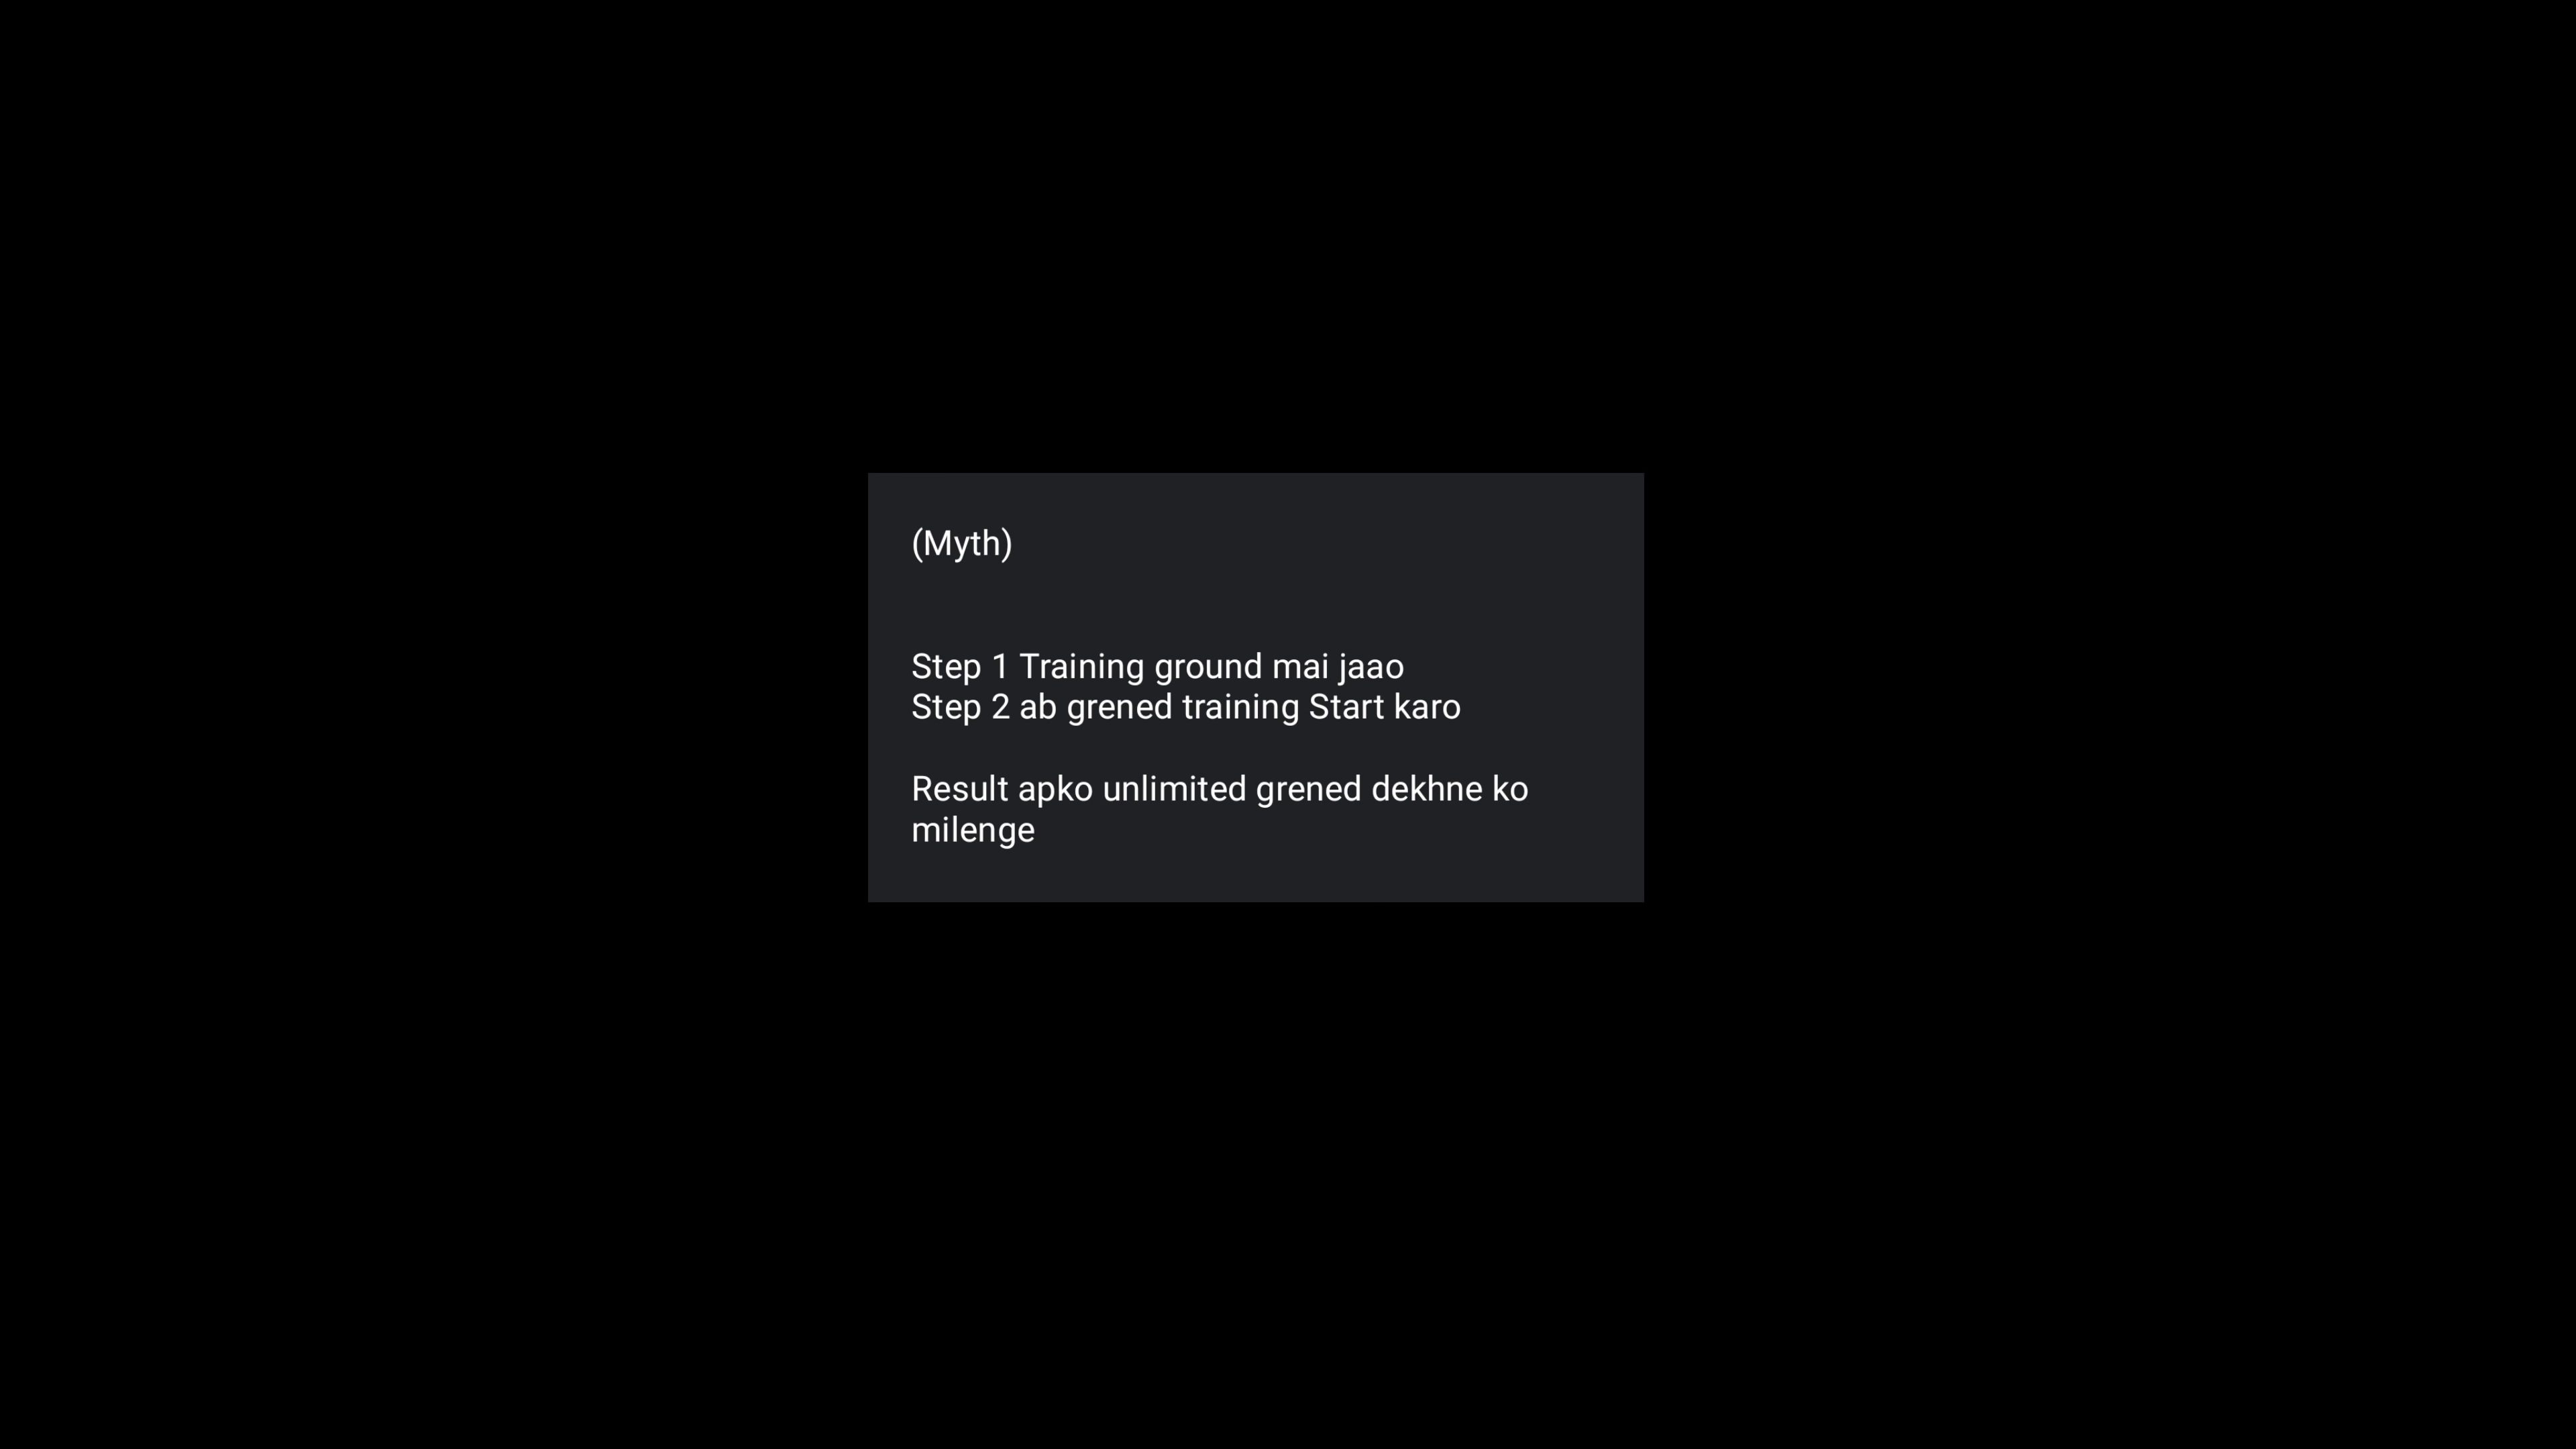 (Myth)
Step 1 Training ground mai jaao
Step 2 ab grened training Start karo
Result apko unlimited grened dekhne ko
milenge